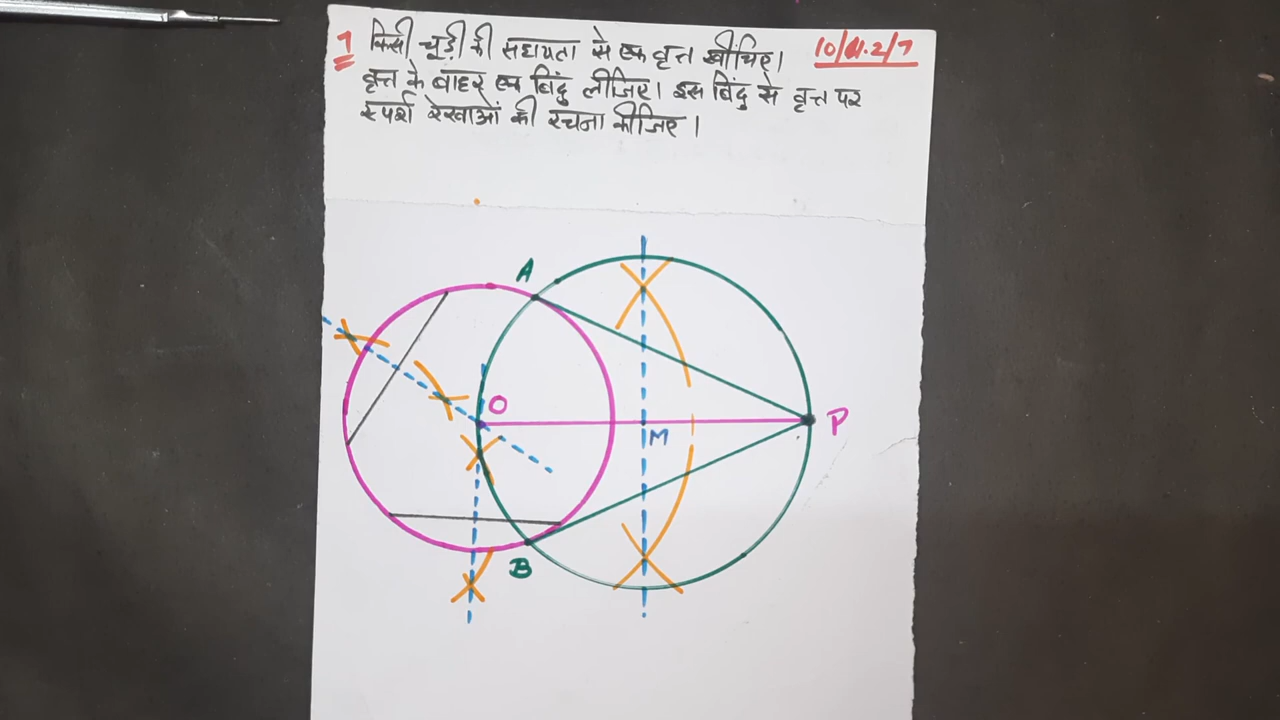 1 किसी चूड़ी की सहायता से एक वृत्त खींचिए। 10/11.2/7
वृत्त के बाहर एक बिंदु लीजिए। इस बिंदु से वृत्त पर
स्पर्श रेखाओं की रचना कीजिए।
A
O
M
P
B